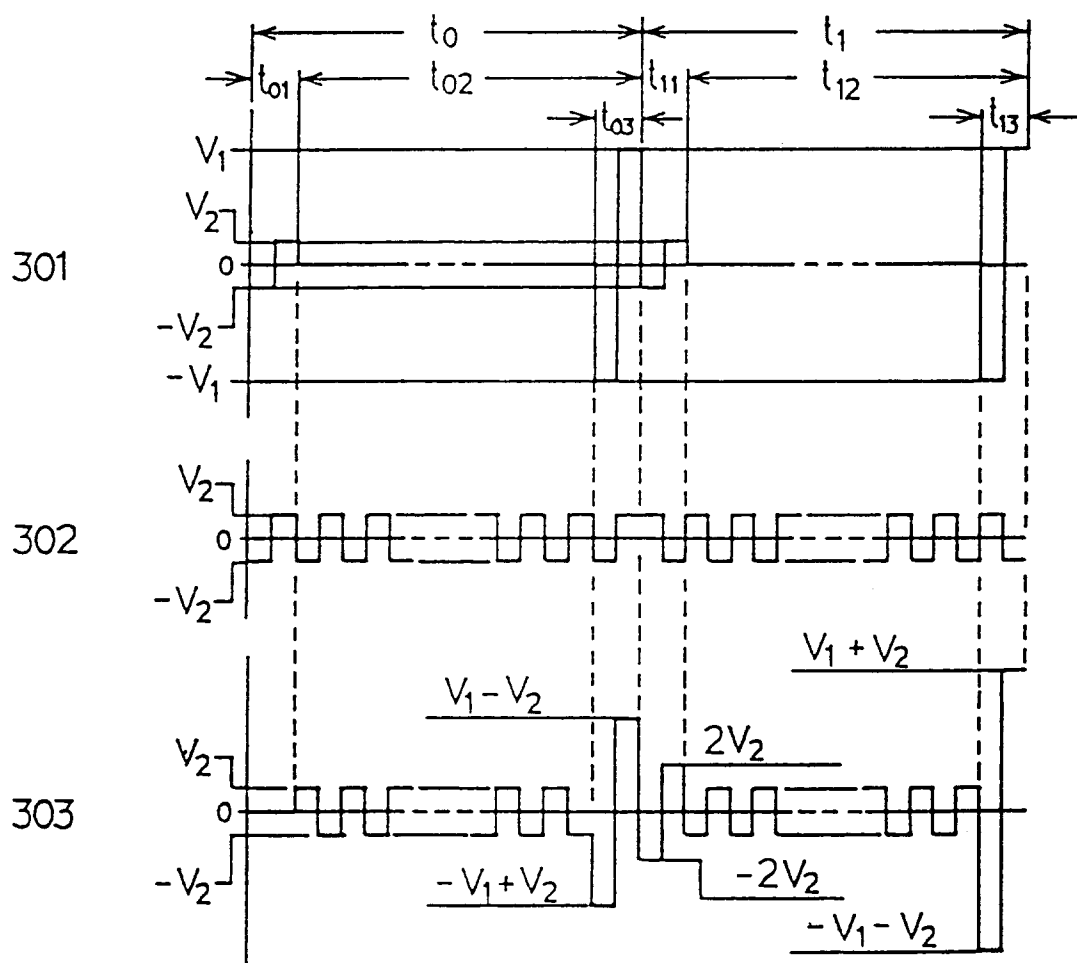 t0 t1
t01 t02 t11 t12
t03 t13
V1
V2
301 0
-V2
-V1
V2
302 0
-V2
V1 + V2
V1 - V2
V2 2V2
303 0
-V2 -V1 + V2 -2V2
-V1 - V2